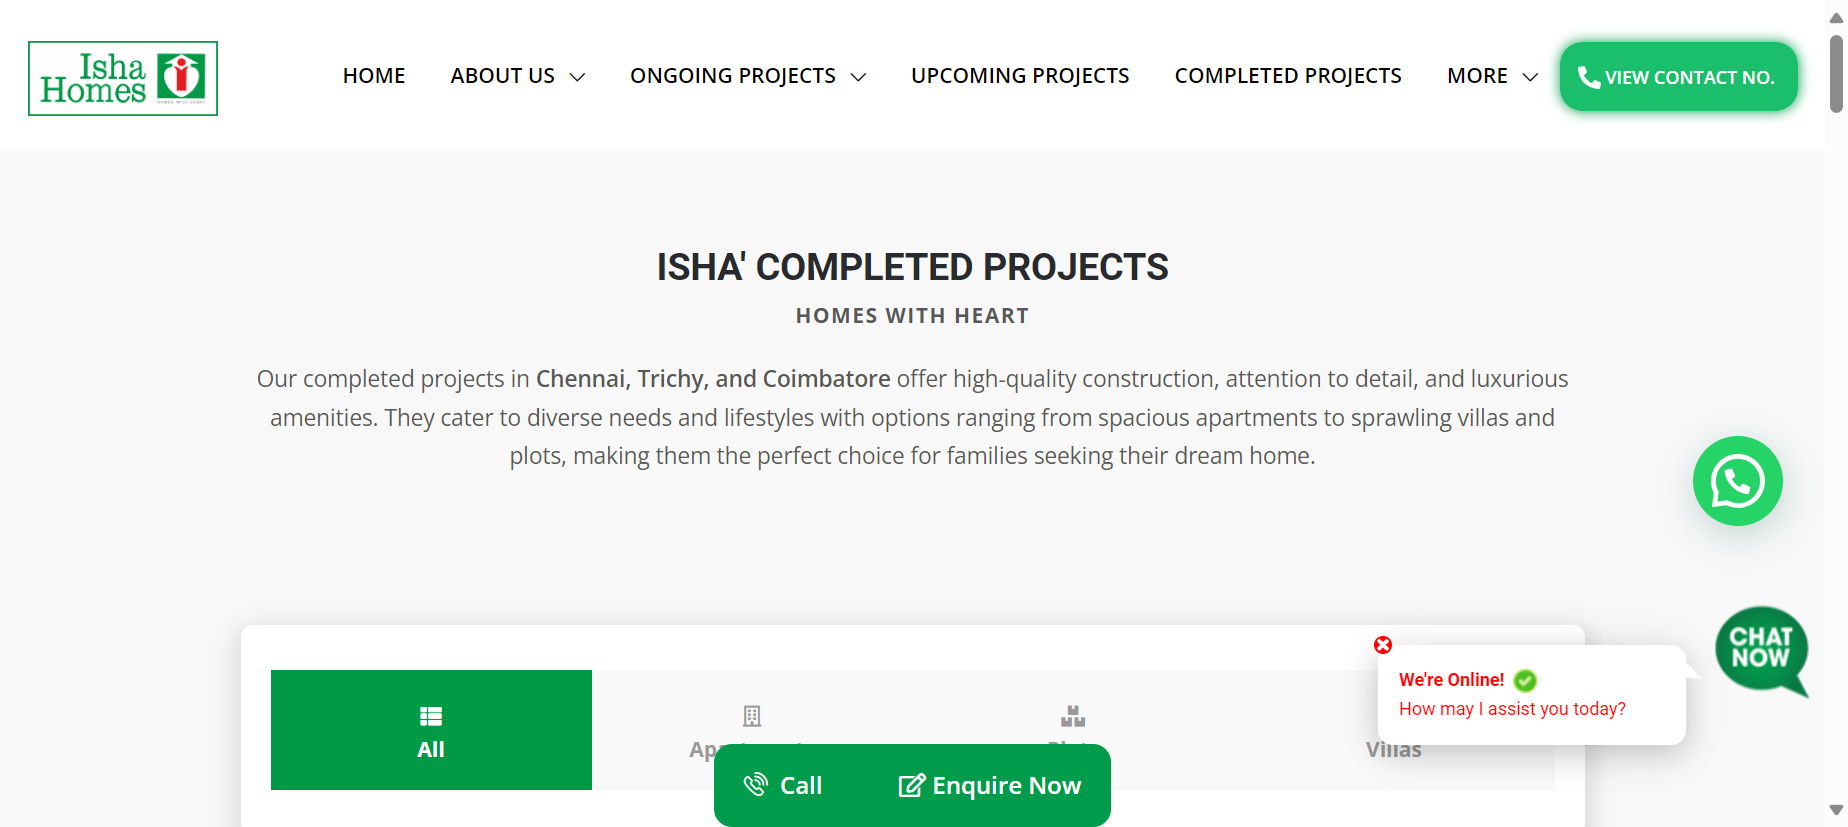 Isha
Homes
HOME
ABOUT US
ONGOING PROJECTS
UPCOMING PROJECTS
COMPLETED PROJECTS
MORE
VIEW CONTACT NO.
ISHA' COMPLETED PROJECTS
HOMES WITH HEART
Our completed projects in Chennai, Trichy, and Coimbatore offer high-quality construction, attention to detail, and luxurious
amenities. They cater to diverse needs and lifestyles with options ranging from spacious apartments to sprawling villas and
plots, making them the perfect choice for families seeking their dream home.
CHAT
NOW
We're Online!
How may I assist you today?
All
Villas
Call
Enquire Now